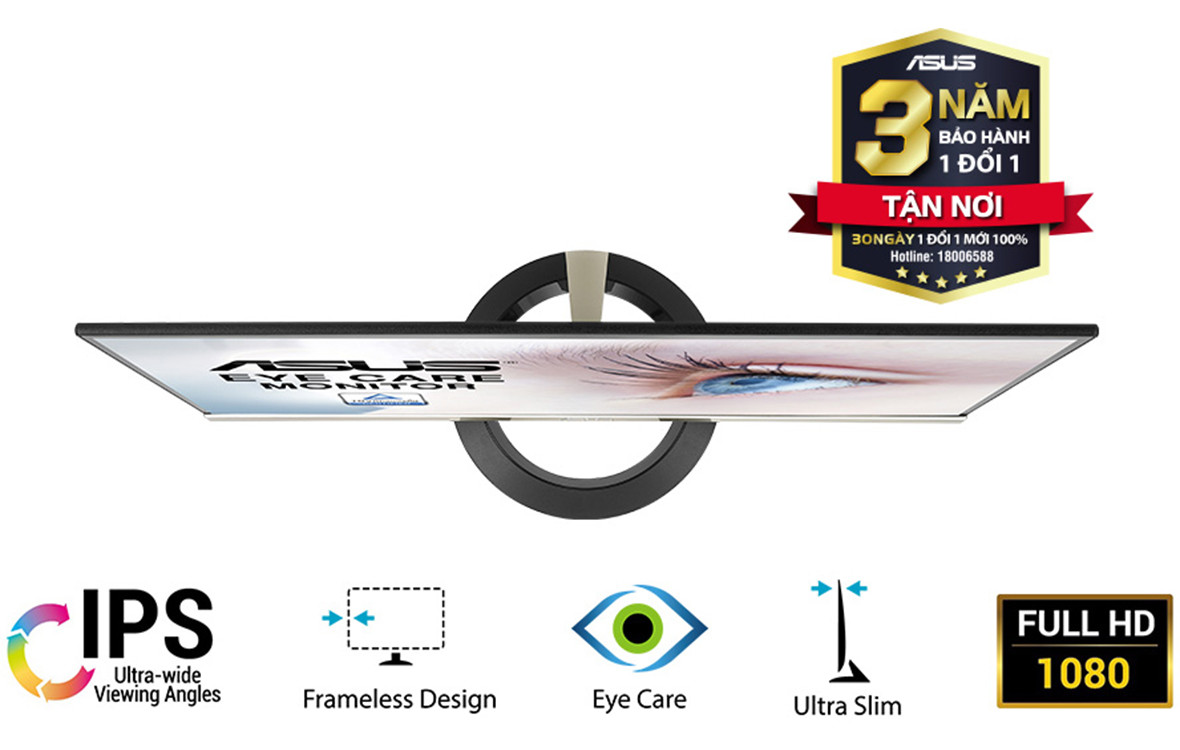 ASUS
3 NĂM
BẢO HÀNH
1 ĐỔI 1
TẬN NƠI
30NGÀY 1 ĐỔI 1 MỚI 100%
Hotline: 18006588
ASUS
EYE CARE
MONITOR
IPS
Ultra-wide
Viewing Angles
Frameless Design
Eye Care
Ultra Slim
FULL HD
1080